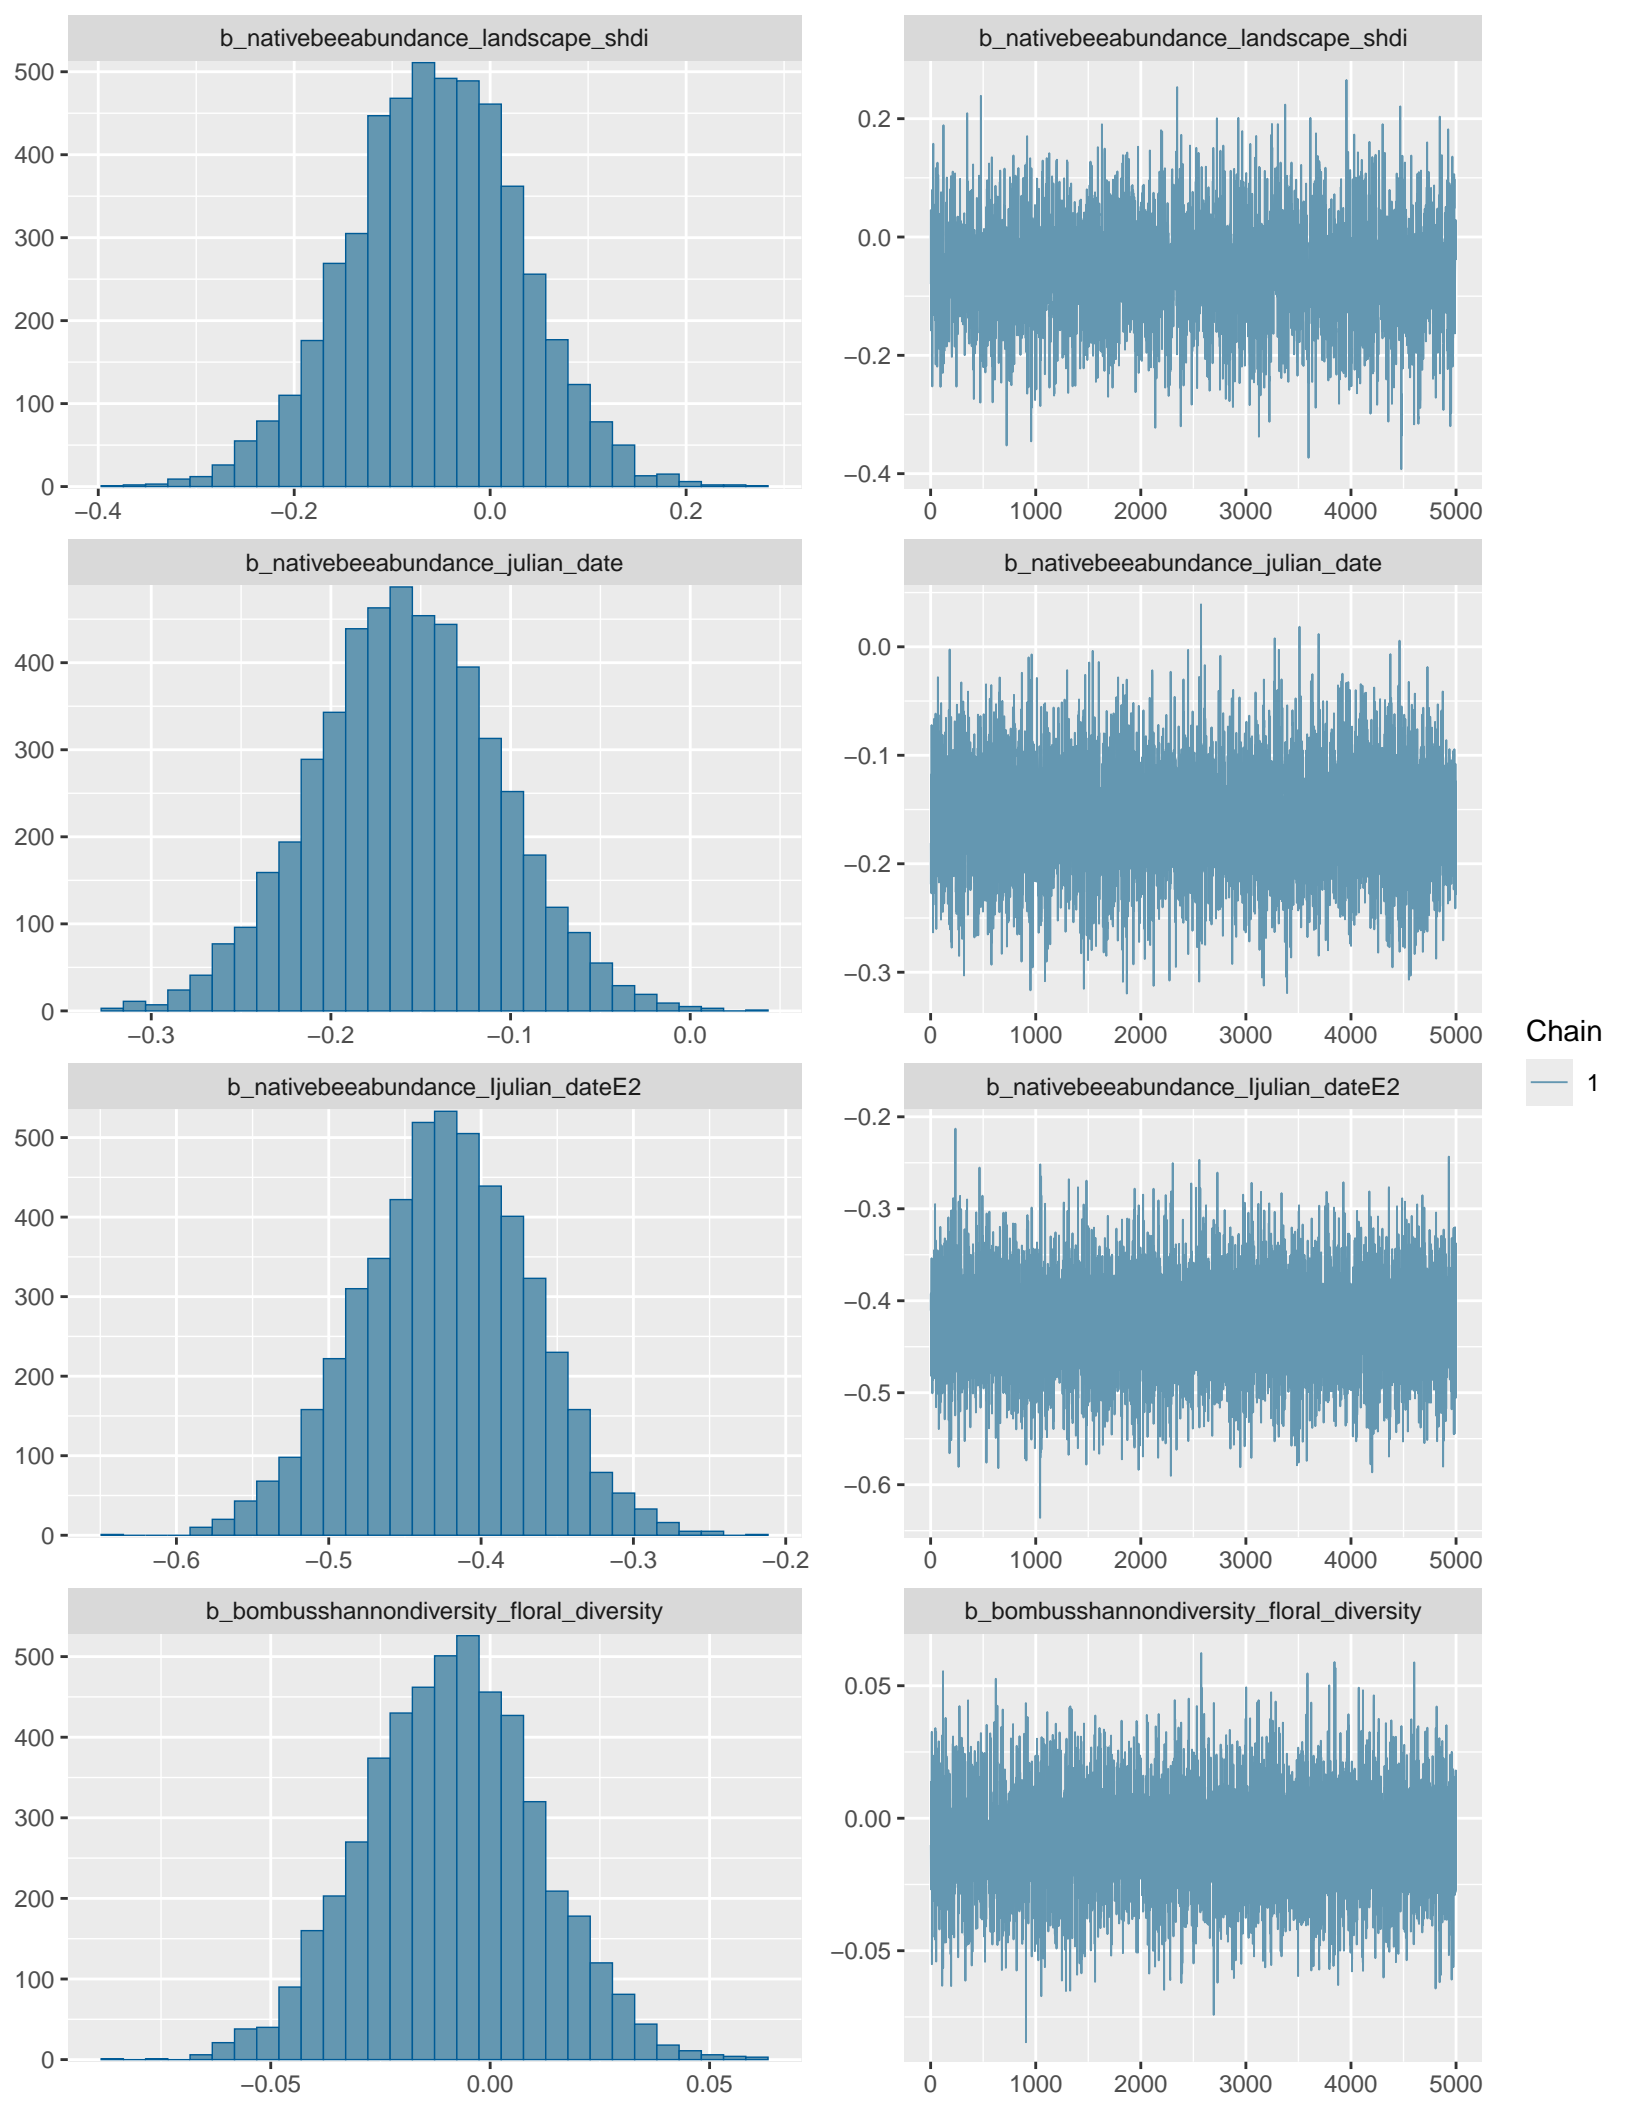 b_nativebeeabundance_landscape_shdi
b_nativebeeabundance_landscape_shdi
500
400
300
200
100
0
−0.4 −0.2 0.0 0.2
0.2
0.0
−0.2
−0.4
0 1000 2000 3000 4000 5000
b_nativebeeabundance_julian_date
b_nativebeeabundance_julian_date
400
300
200
100
0
−0.3 −0.2 −0.1 0.0
0.0
−0.1
−0.2
−0.3
0 1000 2000 3000 4000 5000
Chain
1
b_nativebeeabundance_Ijulian_dateE2
b_nativebeeabundance_Ijulian_dateE2
500
400
300
200
100
0
−0.6 −0.5 −0.4 −0.3 −0.2
−0.2
−0.3
−0.4
−0.5
−0.6
0 1000 2000 3000 4000 5000
b_bombusshannondiversity_floral_diversity
b_bombusshannondiversity_floral_diversity
500
400
300
200
100
0
−0.05 0.00 0.05
0.05
0.00
−0.05
0 1000 2000 3000 4000 5000